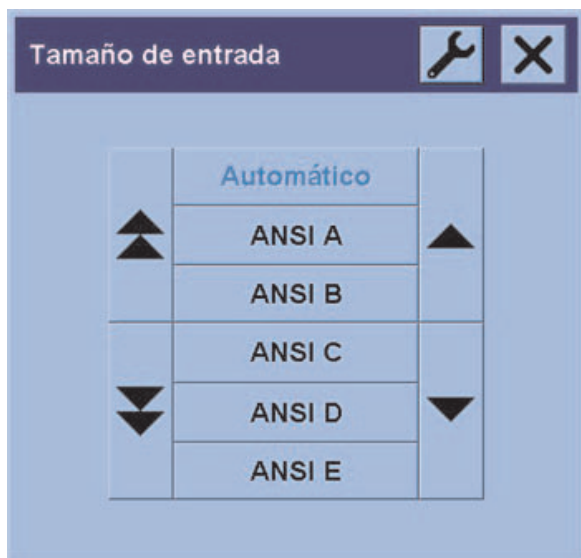 Tamaño de entrada
Automático
ANSI A
ANSI B
ANSI C
ANSI D
ANSI E